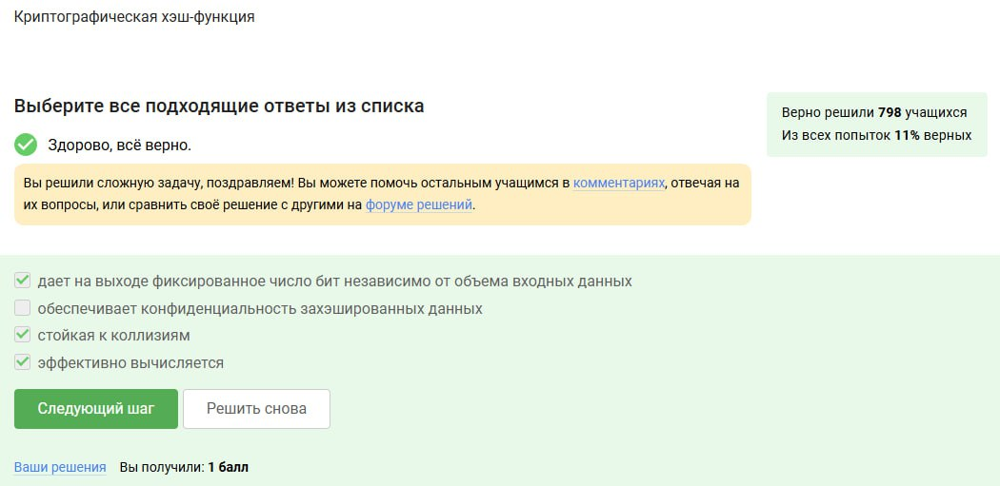 Криптографическая хэш-функция
Выберите все подходящие ответы из списка
Здорово, всё верно.
Вы решили сложную задачу, поздравляем! Вы можете помочь остальным учащимся в комментариях, отвечая на
их вопросы, или сравнить своё решение с другими на форуме решений.
Верно решили 798 учащихся
Из всех попыток 11% верных
дает на выходе фиксированное число бит независимо от объема входных данных
обеспечивает конфиденциальность захэшированных данных
стойкая к коллизиям
эффективно вычисляется
Следующий шаг
Решить снова
Ваши решения Вы получили: 1 балл